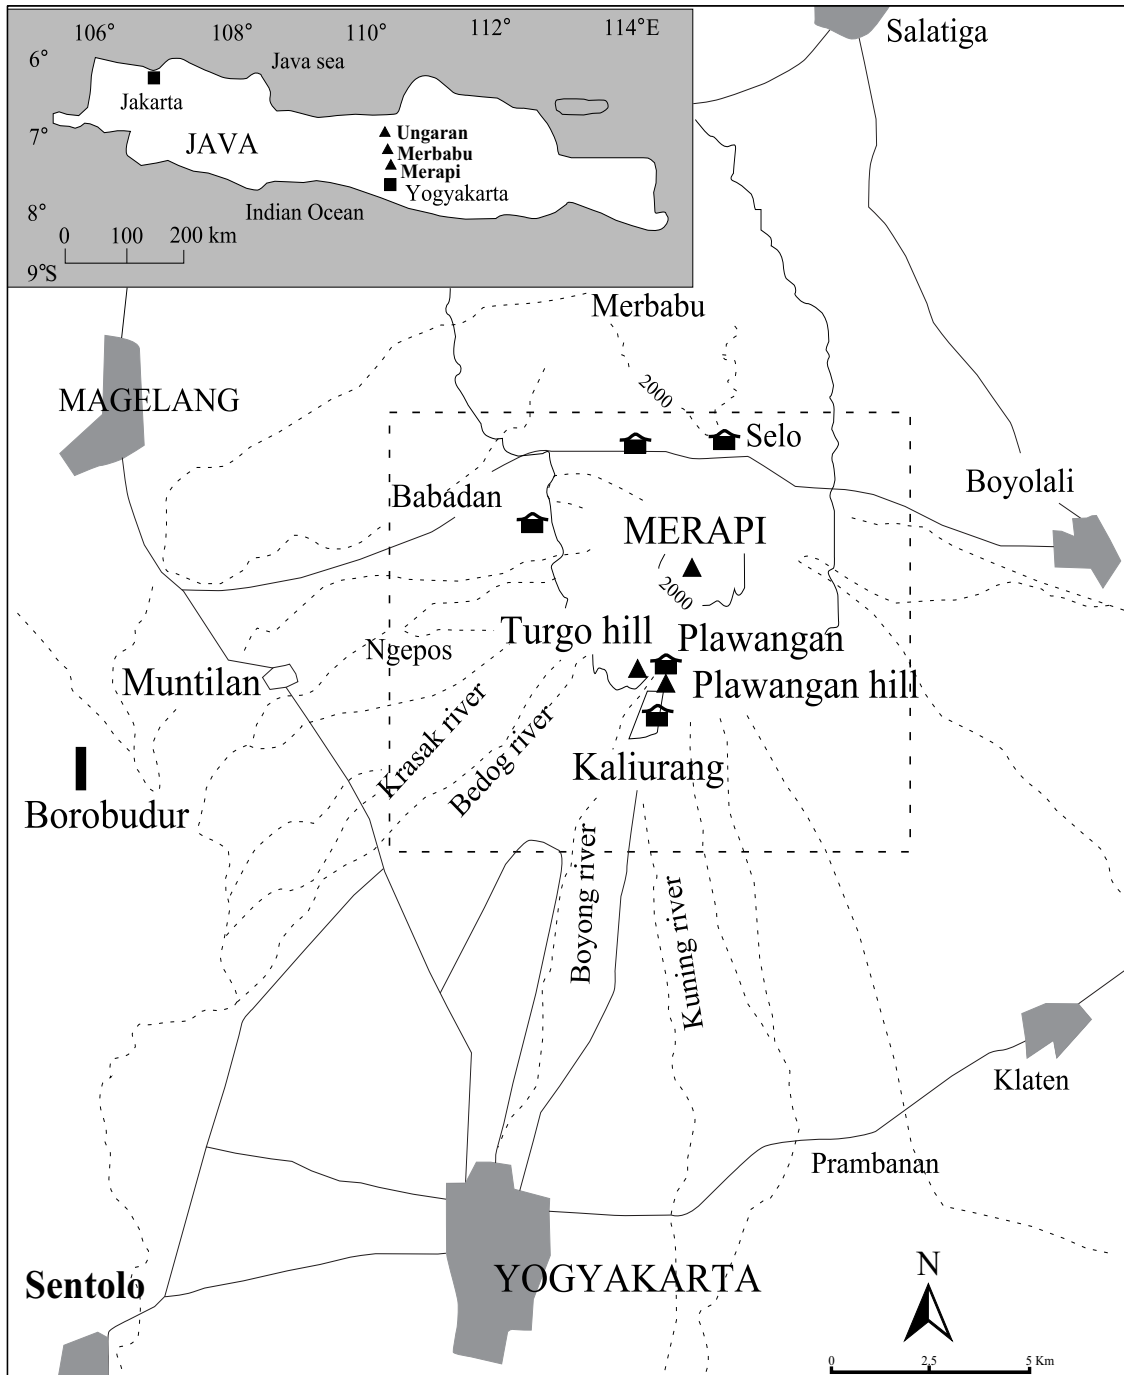 106°
108°
110°
112°
114°E
Salatiga
6°
Java sea
Jakarta
7°
JAVA
Ungaran
Merbabu
Merapi
Yogyakarta
8°
Indian Ocean
0 100 200 km
9°S
Merbabu
2000
MAGELANG
Selo
Boyolali
Babadan
MERAPI
2000
Turgo hill
Plawangan
Ngepos
Muntilan
Plawangan hill
Krasak river
Bedog river
Kaliurang
Borobudur
Boyong river
Kuning river
Klaten
Prambanan
N
Sentolo
YOGYAKARTA
0 2,5 5 Km